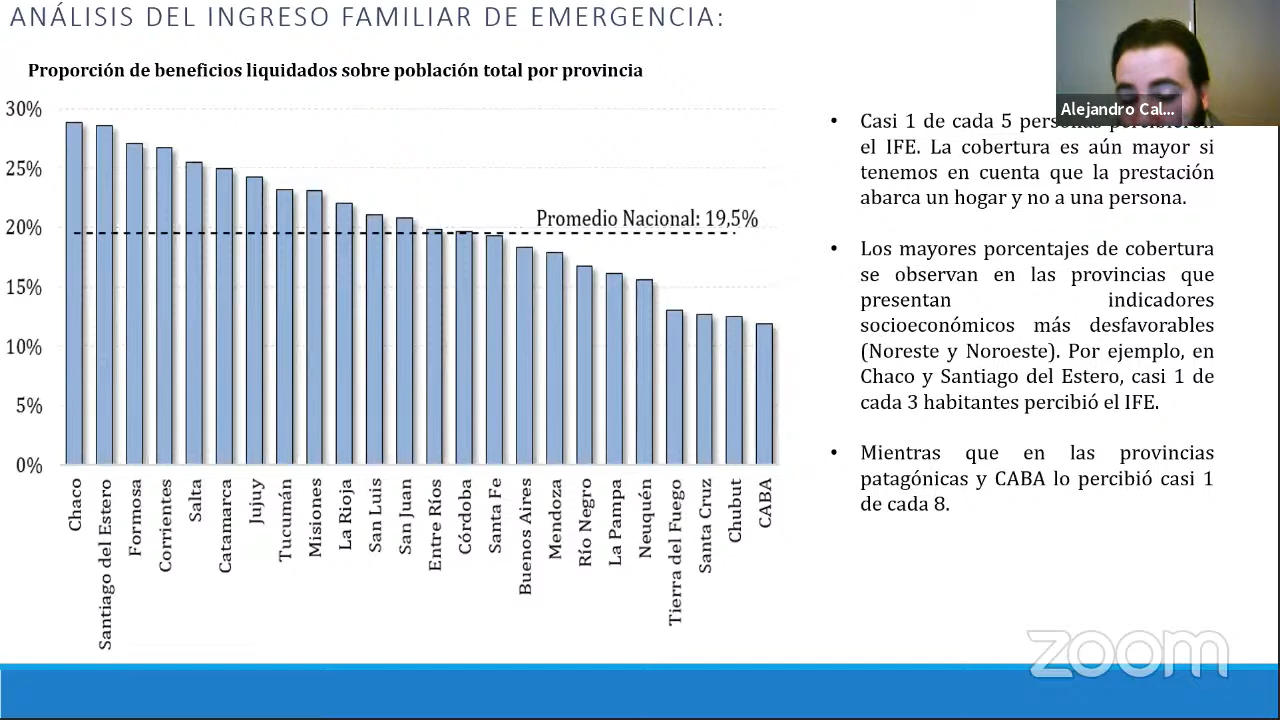 ANÁLISIS DEL INGRESO FAMILIAR DE EMERGENCIA:
Proporción de beneficios liquidados sobre población total por provincia
30%
25%
20%
15%
10%
5%
0%
Promedio Nacional: 19,5%
Chaco
Santiago del Estero
Formosa
Corrientes
Salta
Catamarca
Jujuy
Tucumán
Misiones
La Rioja
San Luis
San Juan
Entre Ríos
Córdoba
Santa Fe
Buenos Aires
Mendoza
Río Negro
La Pampa
Neuquén
Tierra del Fuego
Santa Cruz
Chubut
CABA
Alejandro Cal...
• Casi 1 de cada 5 personas percibieron
el IFE. La cobertura es aún mayor si
tenemos en cuenta que la prestación
abarca un hogar y no a una persona.
• Los mayores porcentajes de cobertura
se observan en las provincias que
presentan indicadores
socioeconómicos más desfavorables
(Noreste y Noroeste). Por ejemplo, en
Chaco y Santiago del Estero, casi 1 de
cada 3 habitantes percibió el IFE.
• Mientras que en las provincias
patagónicas y CABA lo percibió casi 1
de cada 8.
zoom